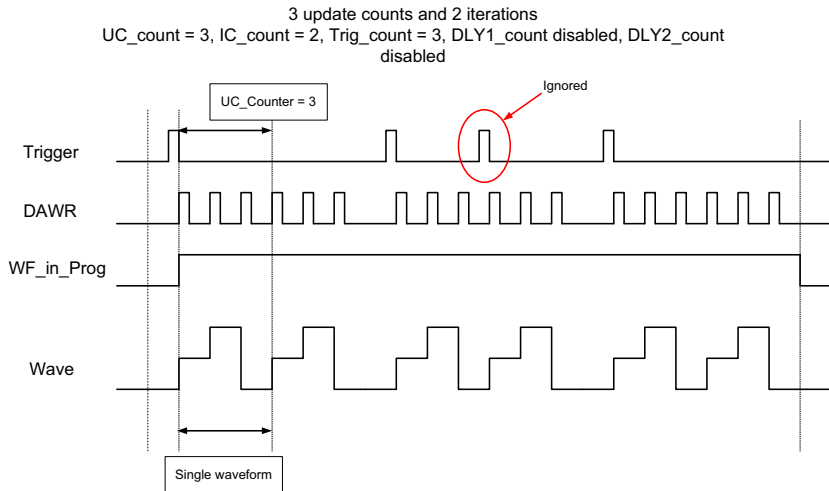 3 update counts and 2 iterations
UC_count = 3, IC_count = 2, Trig_count = 3, DLY1_count disabled, DLY2_count
disabled
Ignored
UC_Counter = 3
Trigger
DAWR
WF_in_Prog
Wave
Single waveform